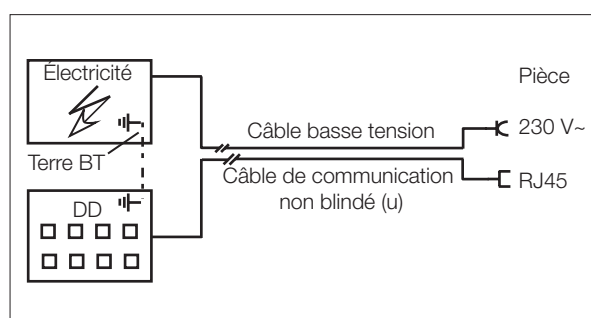 Électricité
Pièce
Câble basse tension
230 V~
Terre BT
Câble de communication
non blindé (u)
RJ45
DD